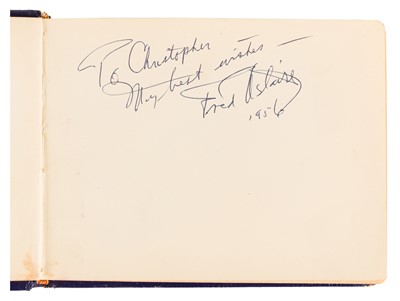 To Christopher
My best wishes —
Fred Astaire
1956